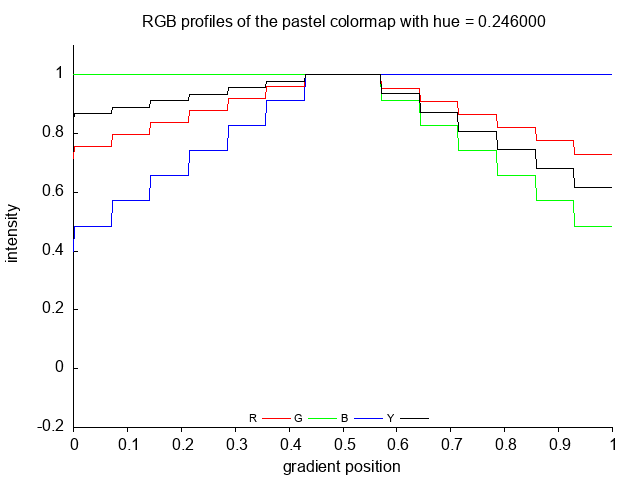 RGB profiles of the pastel colormap with hue = 0.246000
1
0.8
0.6
0.4
0.2
0
-0.2
intensity
R G B Y
0 0.1 0.2 0.3 0.4 0.5 0.6 0.7 0.8 0.9 1
gradient position